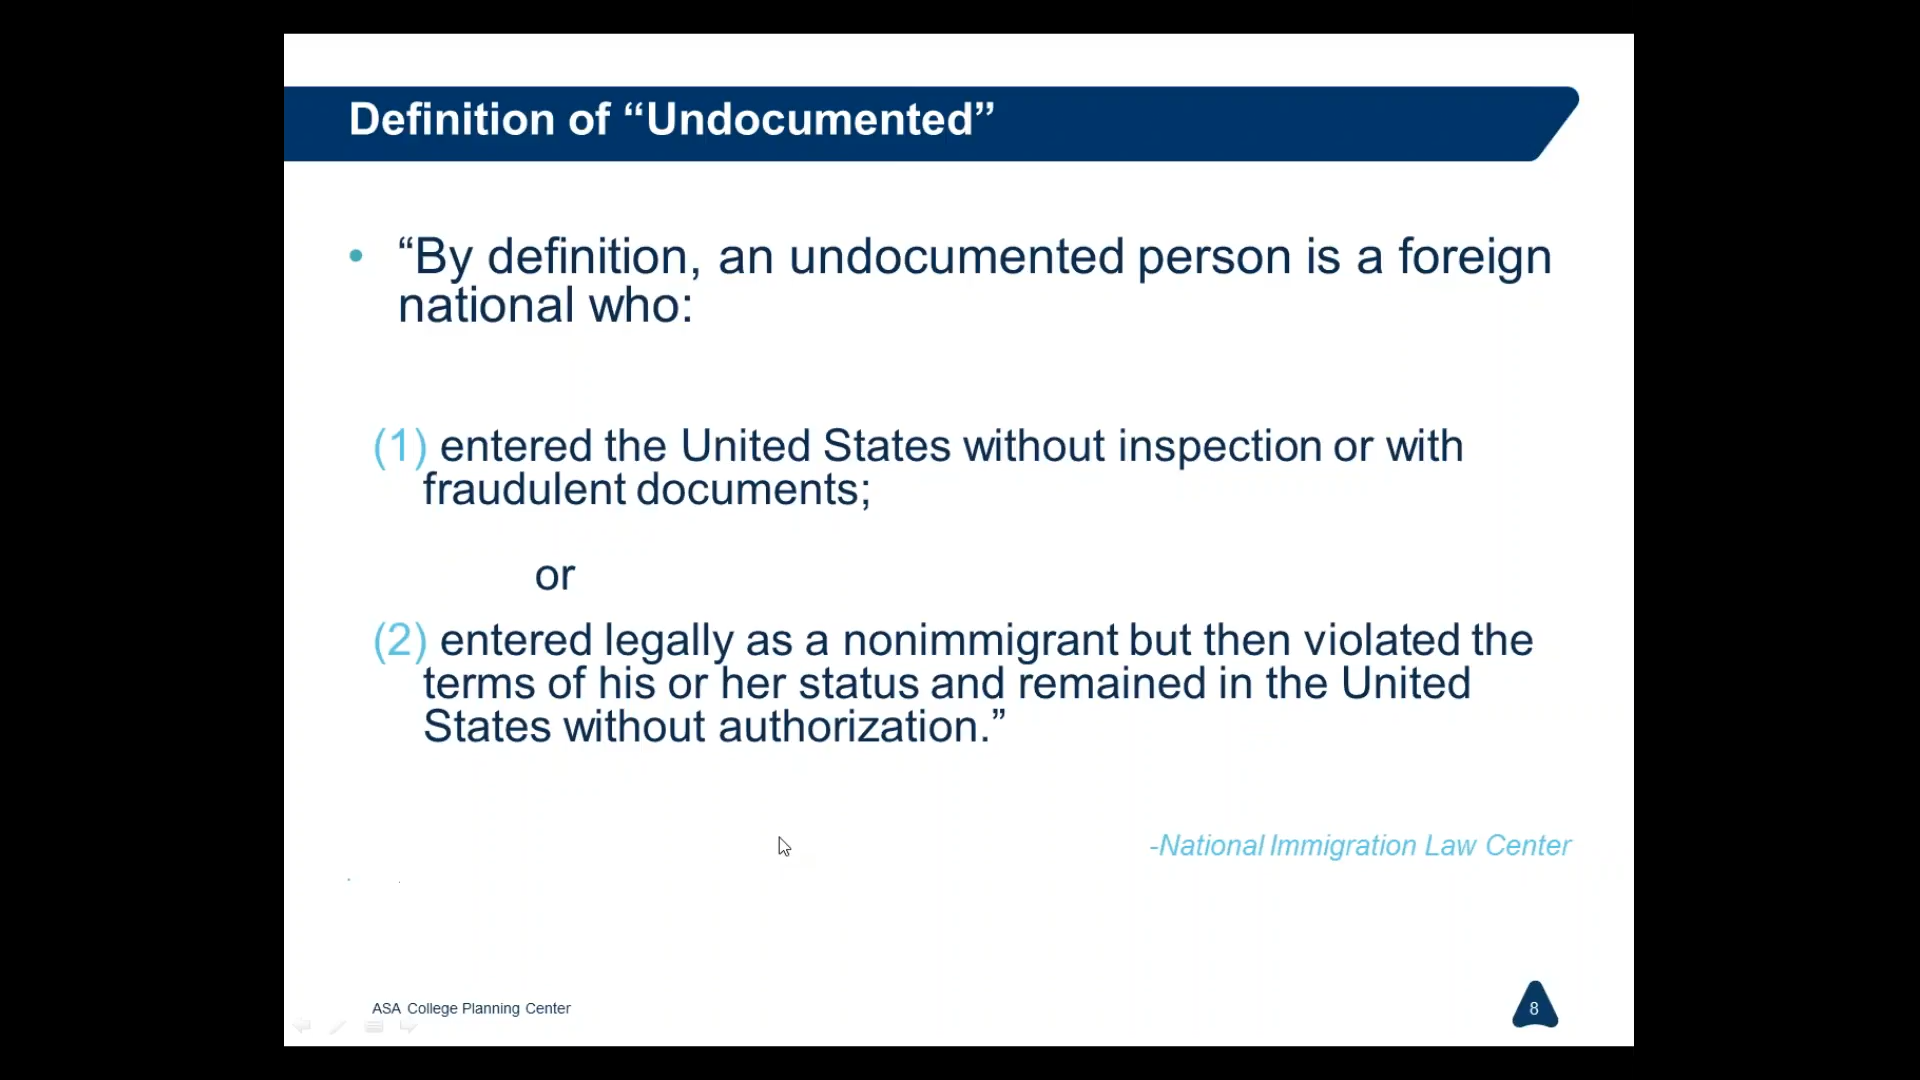 Definition of “Undocumented”
• “By definition, an undocumented person is a foreign
national who:
(1) entered the United States without inspection or with
fraudulent documents;
or
(2) entered legally as a nonimmigrant but then violated the
terms of his or her status and remained in the United
States without authorization.”
-National Immigration Law Center
ASA College Planning Center
8